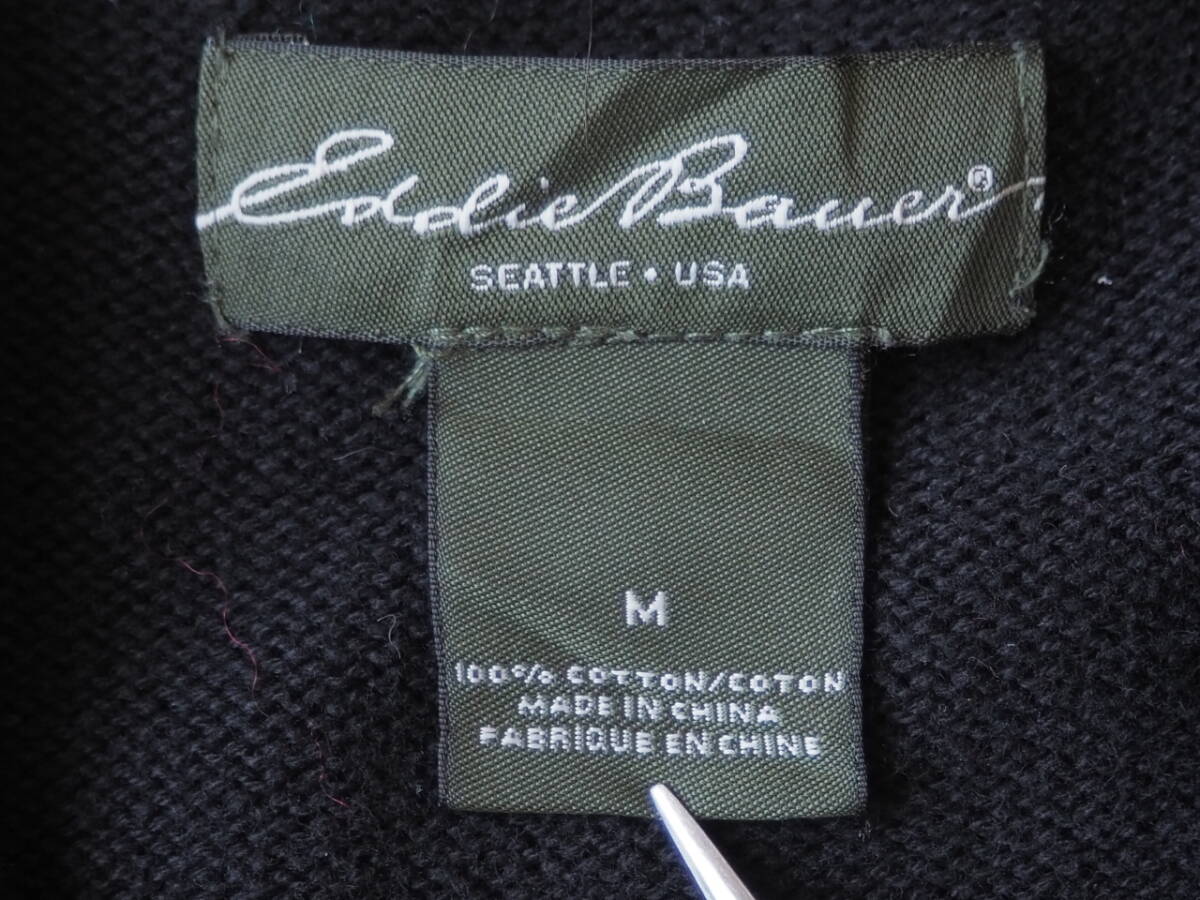 Eddie Bauer®
SEATTLE • USA
M
100% COTTON/COTON
MADE IN CHINA
FABRIQUE EN CHINE